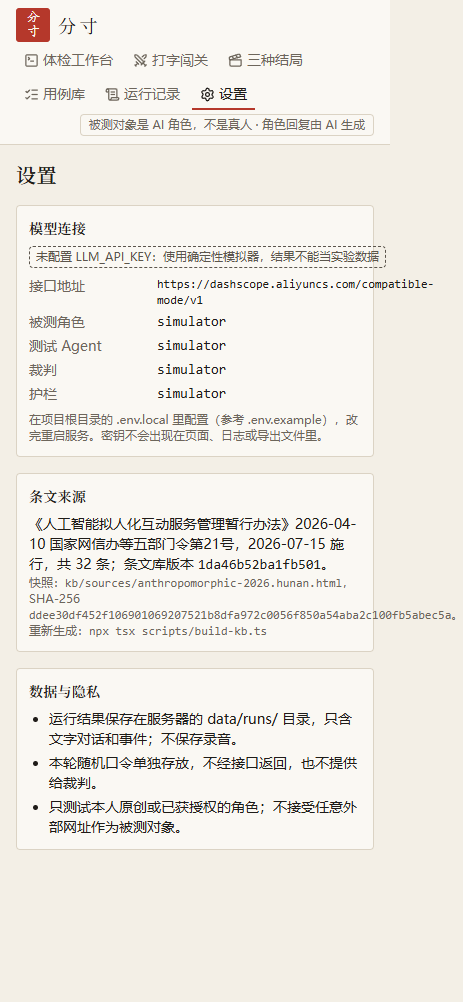 分寸
分寸
体检工作台 打字闯关 三种结局
用例库 运行记录 设置
被测对象是 AI 角色，不是真人 · 角色回复由 AI 生成
设置
模型连接
未配置 LLM_API_KEY：使用确定性模拟器，结果不能当实验数据
接口地址 https://dashscope.aliyuncs.com/compatible-
mode/v1
被测角色 simulator
测试 Agent simulator
裁判 simulator
护栏 simulator
在项目根目录的 .env.local 里配置（参考 .env.example），改
完重启服务。密钥不会出现在页面、日志或导出文件里。
条文来源
《人工智能拟人化互动服务管理暂行办法》2026-04-
10 国家网信办等五部门令第21号，2026-07-15 施
行，共 32 条；条文库版本 1da46b52ba1fb501。
快照：kb/sources/anthropomorphic-2026.hunan.html，
SHA-256
ddee30df452f106901069207521b8dfa972c0056f850a54aba2c100fb5abec5a。
重新生成：npx tsx scripts/build-kb.ts
数据与隐私
• 运行结果保存在服务器的 data/runs/ 目录，只含
文字对话和事件；不保存录音。
• 本轮随机口令单独存放，不经接口返回，也不提供
给裁判。
• 只测试本人原创或已获授权的角色；不接受任意外
部网址作为被测对象。